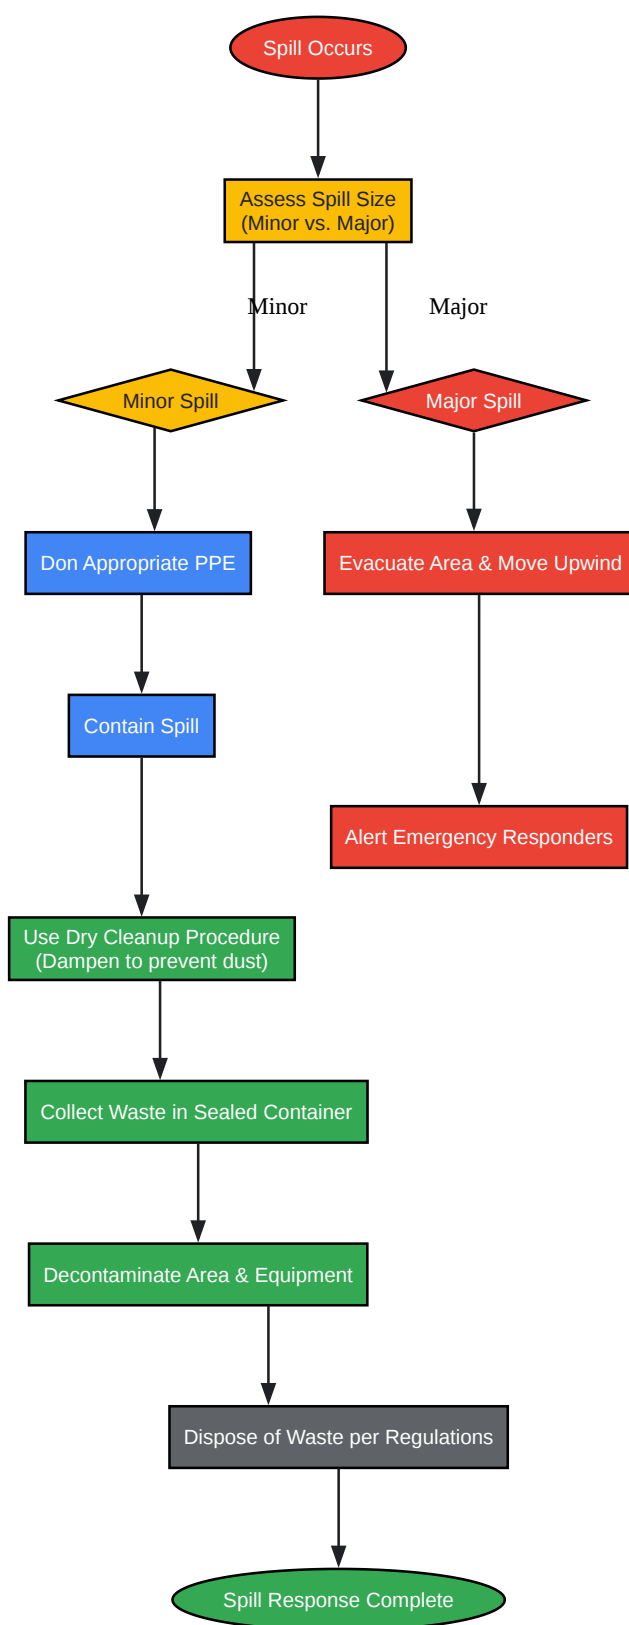 Spill Occurs
Assess Spill Size
(Minor vs. Major)
Minor
Major
Minor Spill
Major Spill
Don Appropriate PPE
Evacuate Area & Move Upwind
Contain Spill
Alert Emergency Responders
Use Dry Cleanup Procedure
(Dampen to prevent dust)
Collect Waste in Sealed Container
Decontaminate Area & Equipment
Dispose of Waste per Regulations
Spill Response Complete